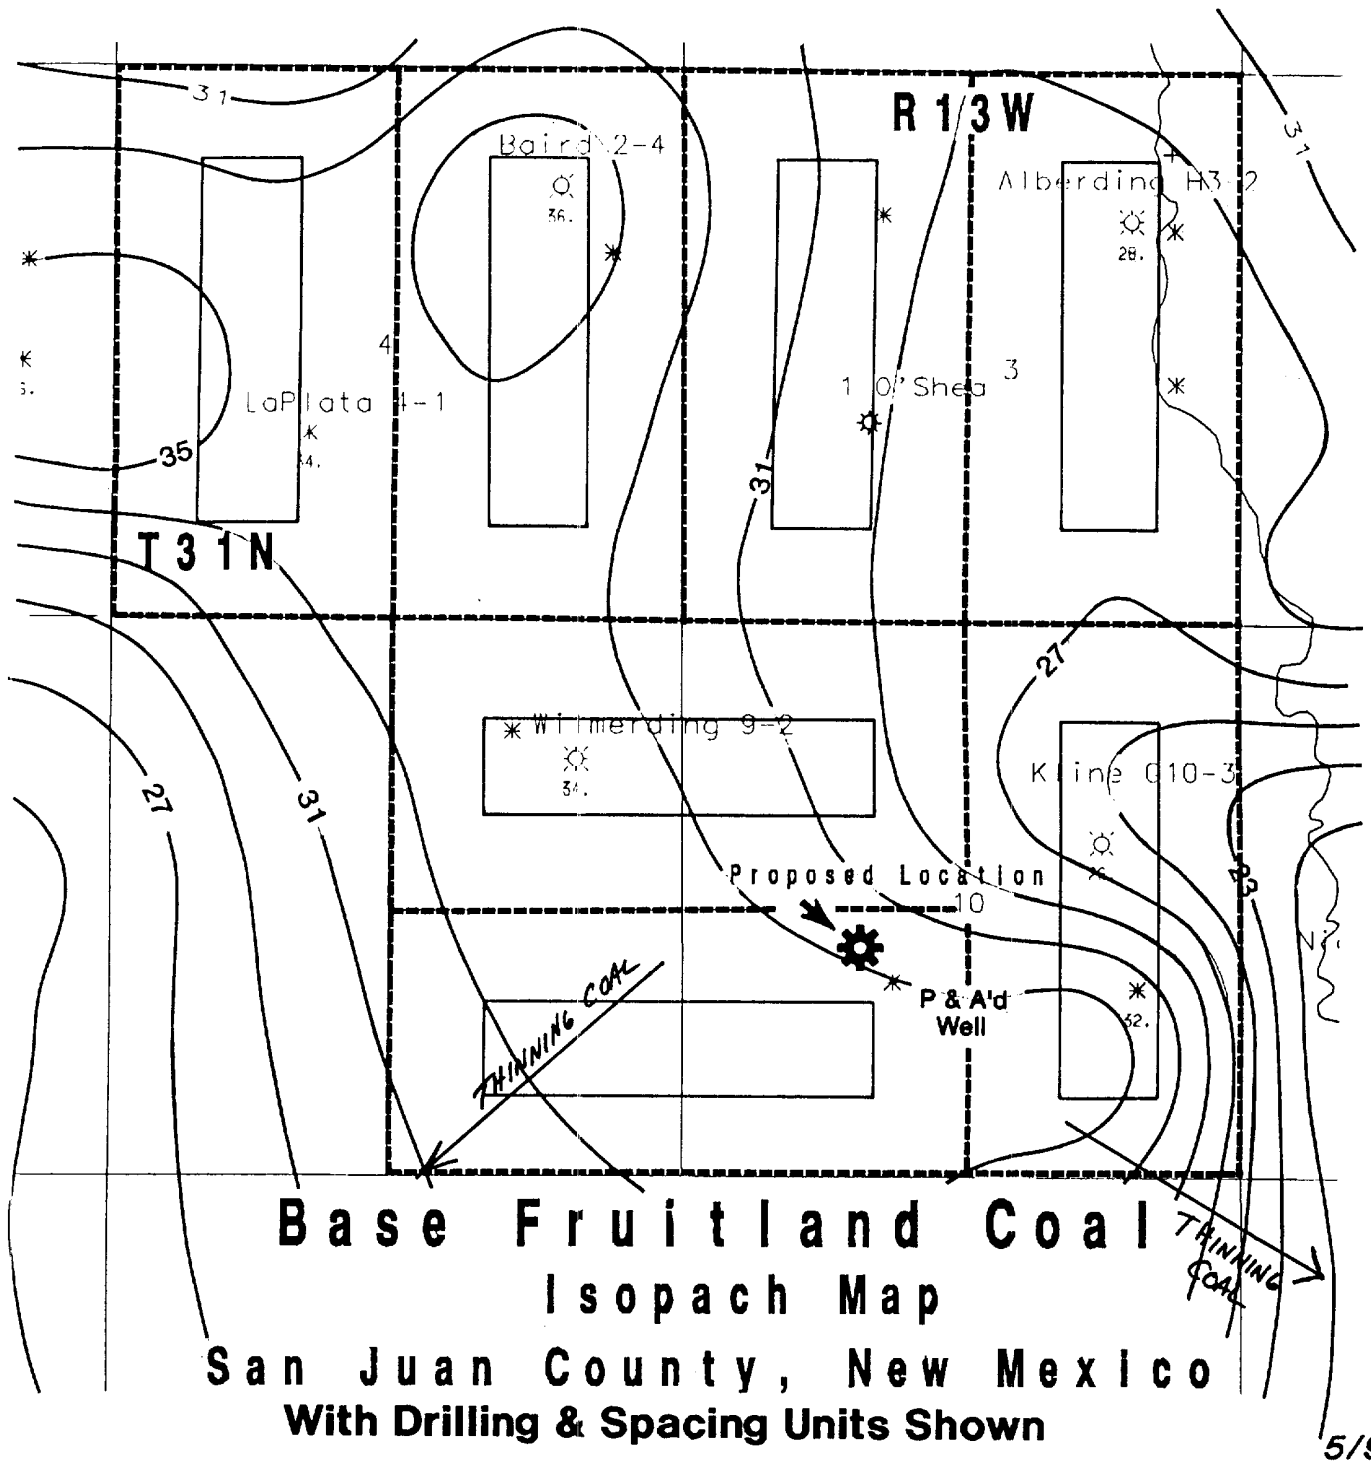 31
R13W
31
Baird 2-4
36.
Alberding H3-2
28.
4
3
LaPlata 4-1
1 O'Shea
35
31
T31N
27
Wilmerding 9-2
34.
Kline G10-3
27
31
23
Proposed Location
10
THINNING COAL
P & A'd
Well
32.
THINNING
COAL
Base Fruitland Coal
Isopach Map
San Juan County, New Mexico
With Drilling & Spacing Units Shown